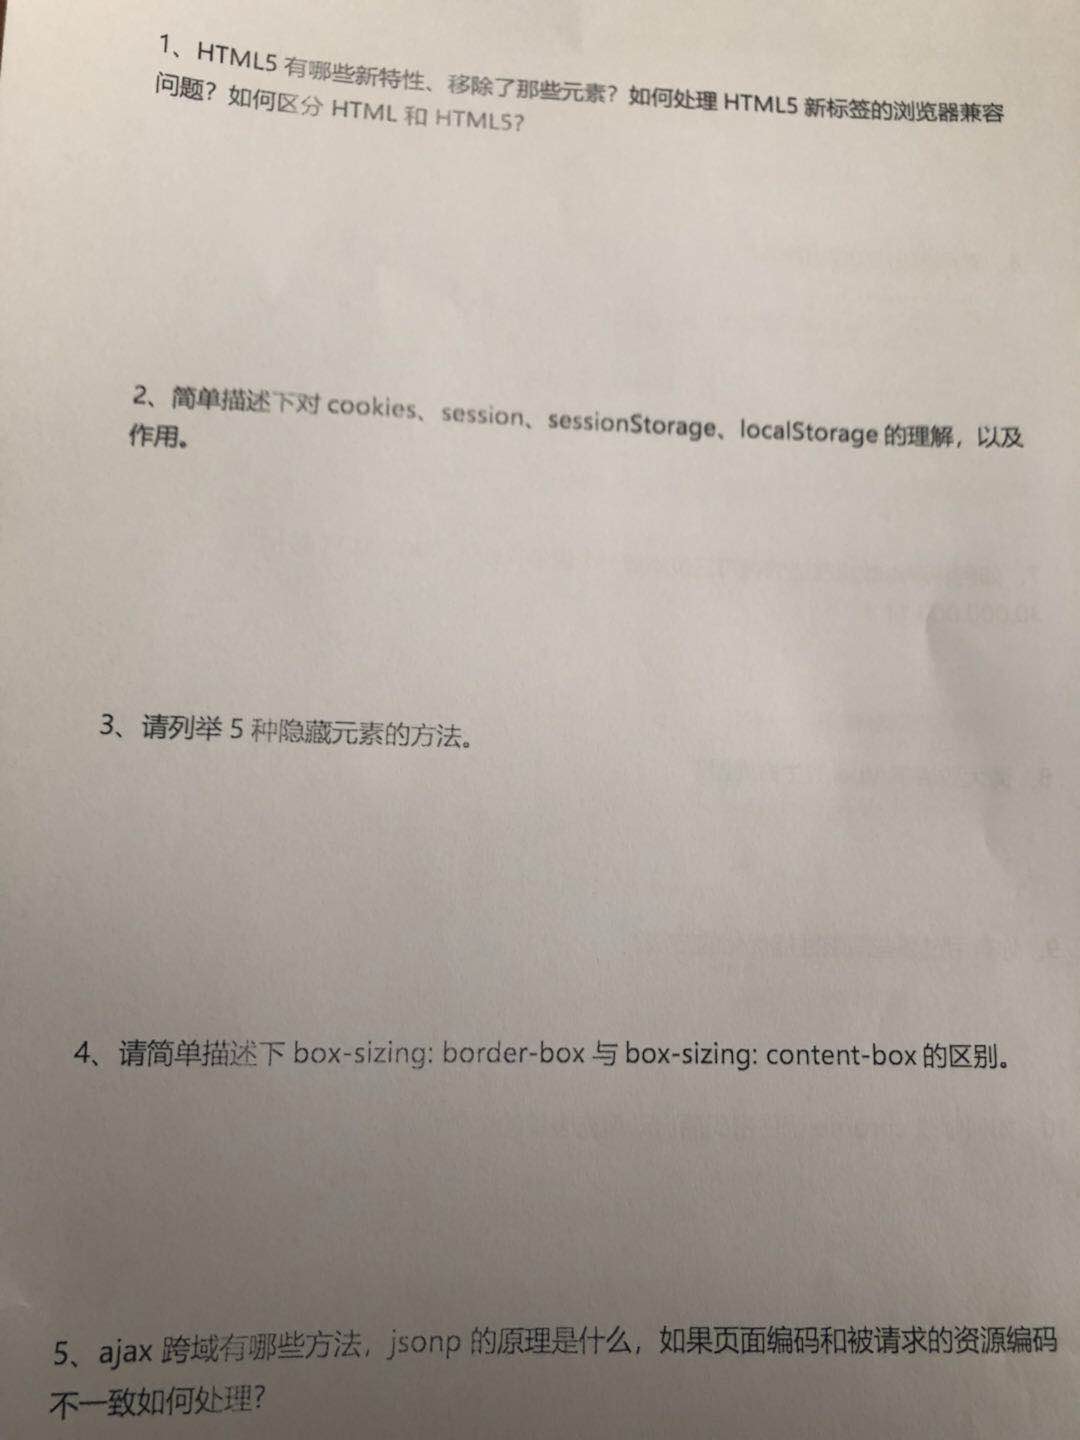 1、HTML5 有哪些新特性、移除了那些元素？如何处理 HTML5 新标签的浏览器兼容
问题？如何区分 HTML 和 HTML5？
2、简单描述下对 cookies、session、sessionStorage、localStorage 的理解，以及
作用。
3、请列举 5 种隐藏元素的方法。
4、请简单描述下 box-sizing: border-box 与 box-sizing: content-box 的区别。
5、ajax 跨域有哪些方法，jsonp 的原理是什么，如果页面编码和被请求的资源编码
不一致如何处理？